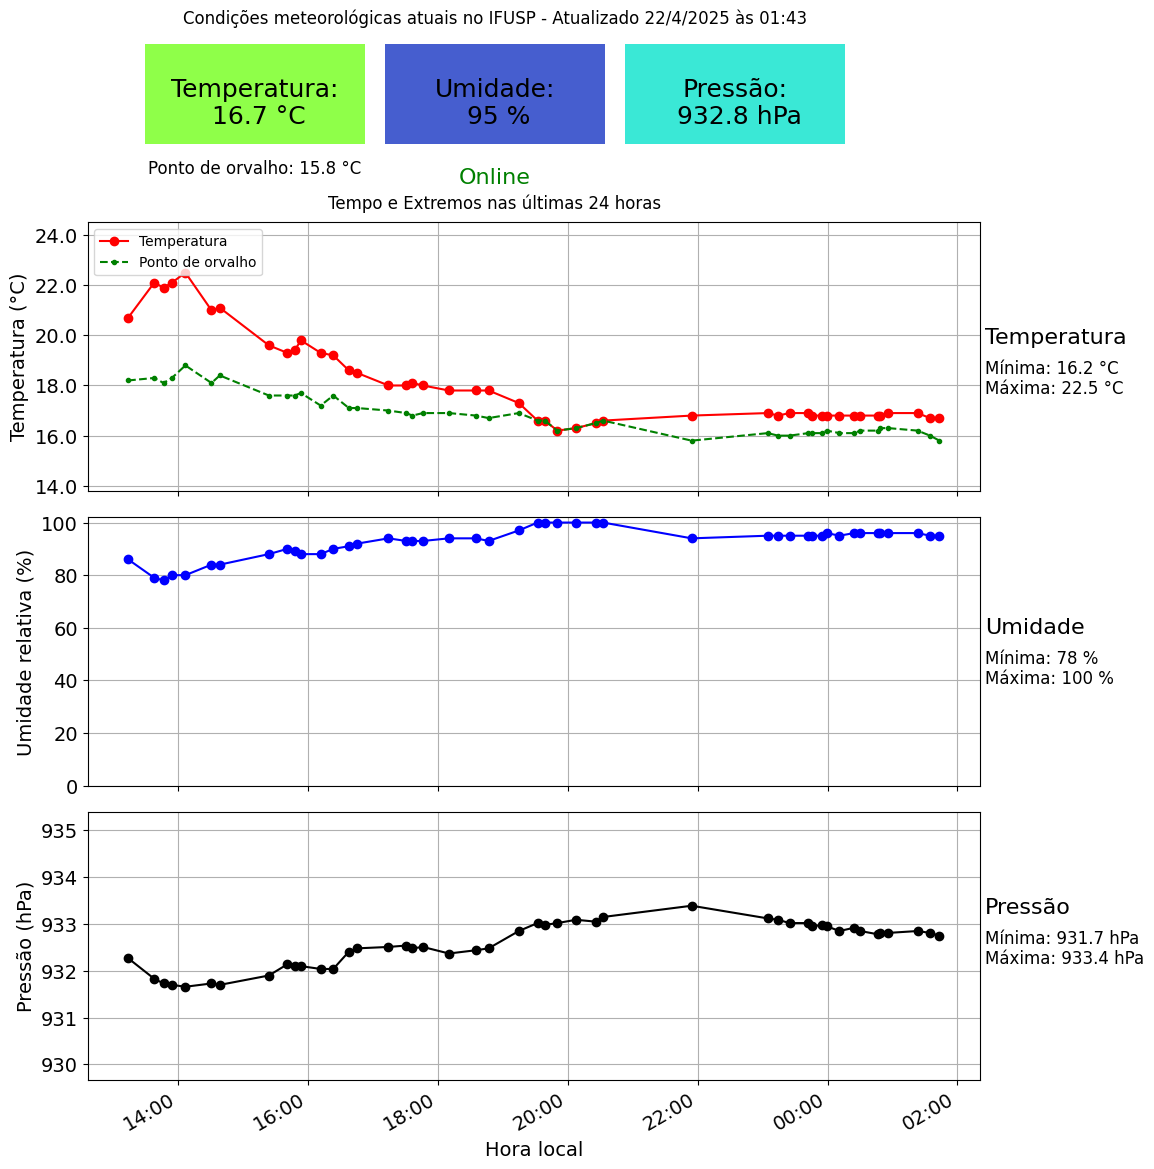 Condições meteorológicas atuais no IFUSP - Atualizado 22/4/2025 às 01:43
Temperatura:
16.7 °C
Umidade:
95 %
Pressão:
932.8 hPa
Ponto de orvalho: 15.8 °C
Online
Tempo e Extremos nas últimas 24 horas
Temperatura (°C)
24.0
22.0
20.0
18.0
16.0
14.0
Temperatura
Ponto de orvalho
Temperatura
Mínima: 16.2 °C
Máxima: 22.5 °C
Umidade relativa (%)
100
80
60
40
20
0
Umidade
Mínima: 78 %
Máxima: 100 %
Pressão (hPa)
935
934
933
932
931
930
Pressão
Mínima: 931.7 hPa
Máxima: 933.4 hPa
14:00
16:00
18:00
20:00
22:00
00:00
02:00
Hora local